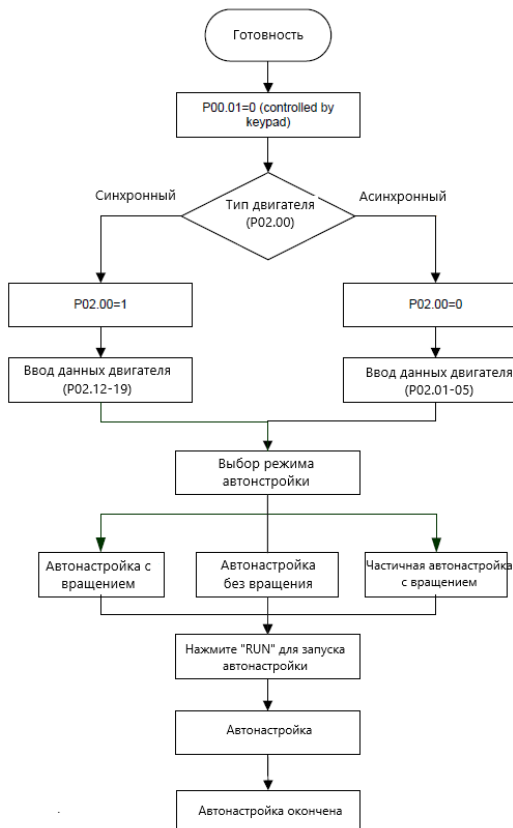 Готовность
P00.01=0 (controlled by
keypad)
Синхронный
Тип двигателя
(P02.00)
Асинхронный
P02.00=1
P02.00=0
Ввод данных двигателя
(P02.12-19)
Ввод данных двигателя
(P02.01-05)
Выбор режима
автонстройки
Автонастройка с
вращением
Автонастройка
без вращения
Частичная автонастройка
с вращением
Нажмите "RUN" для запуска
автонастройки
Автонастройка
Автонастройка окончена